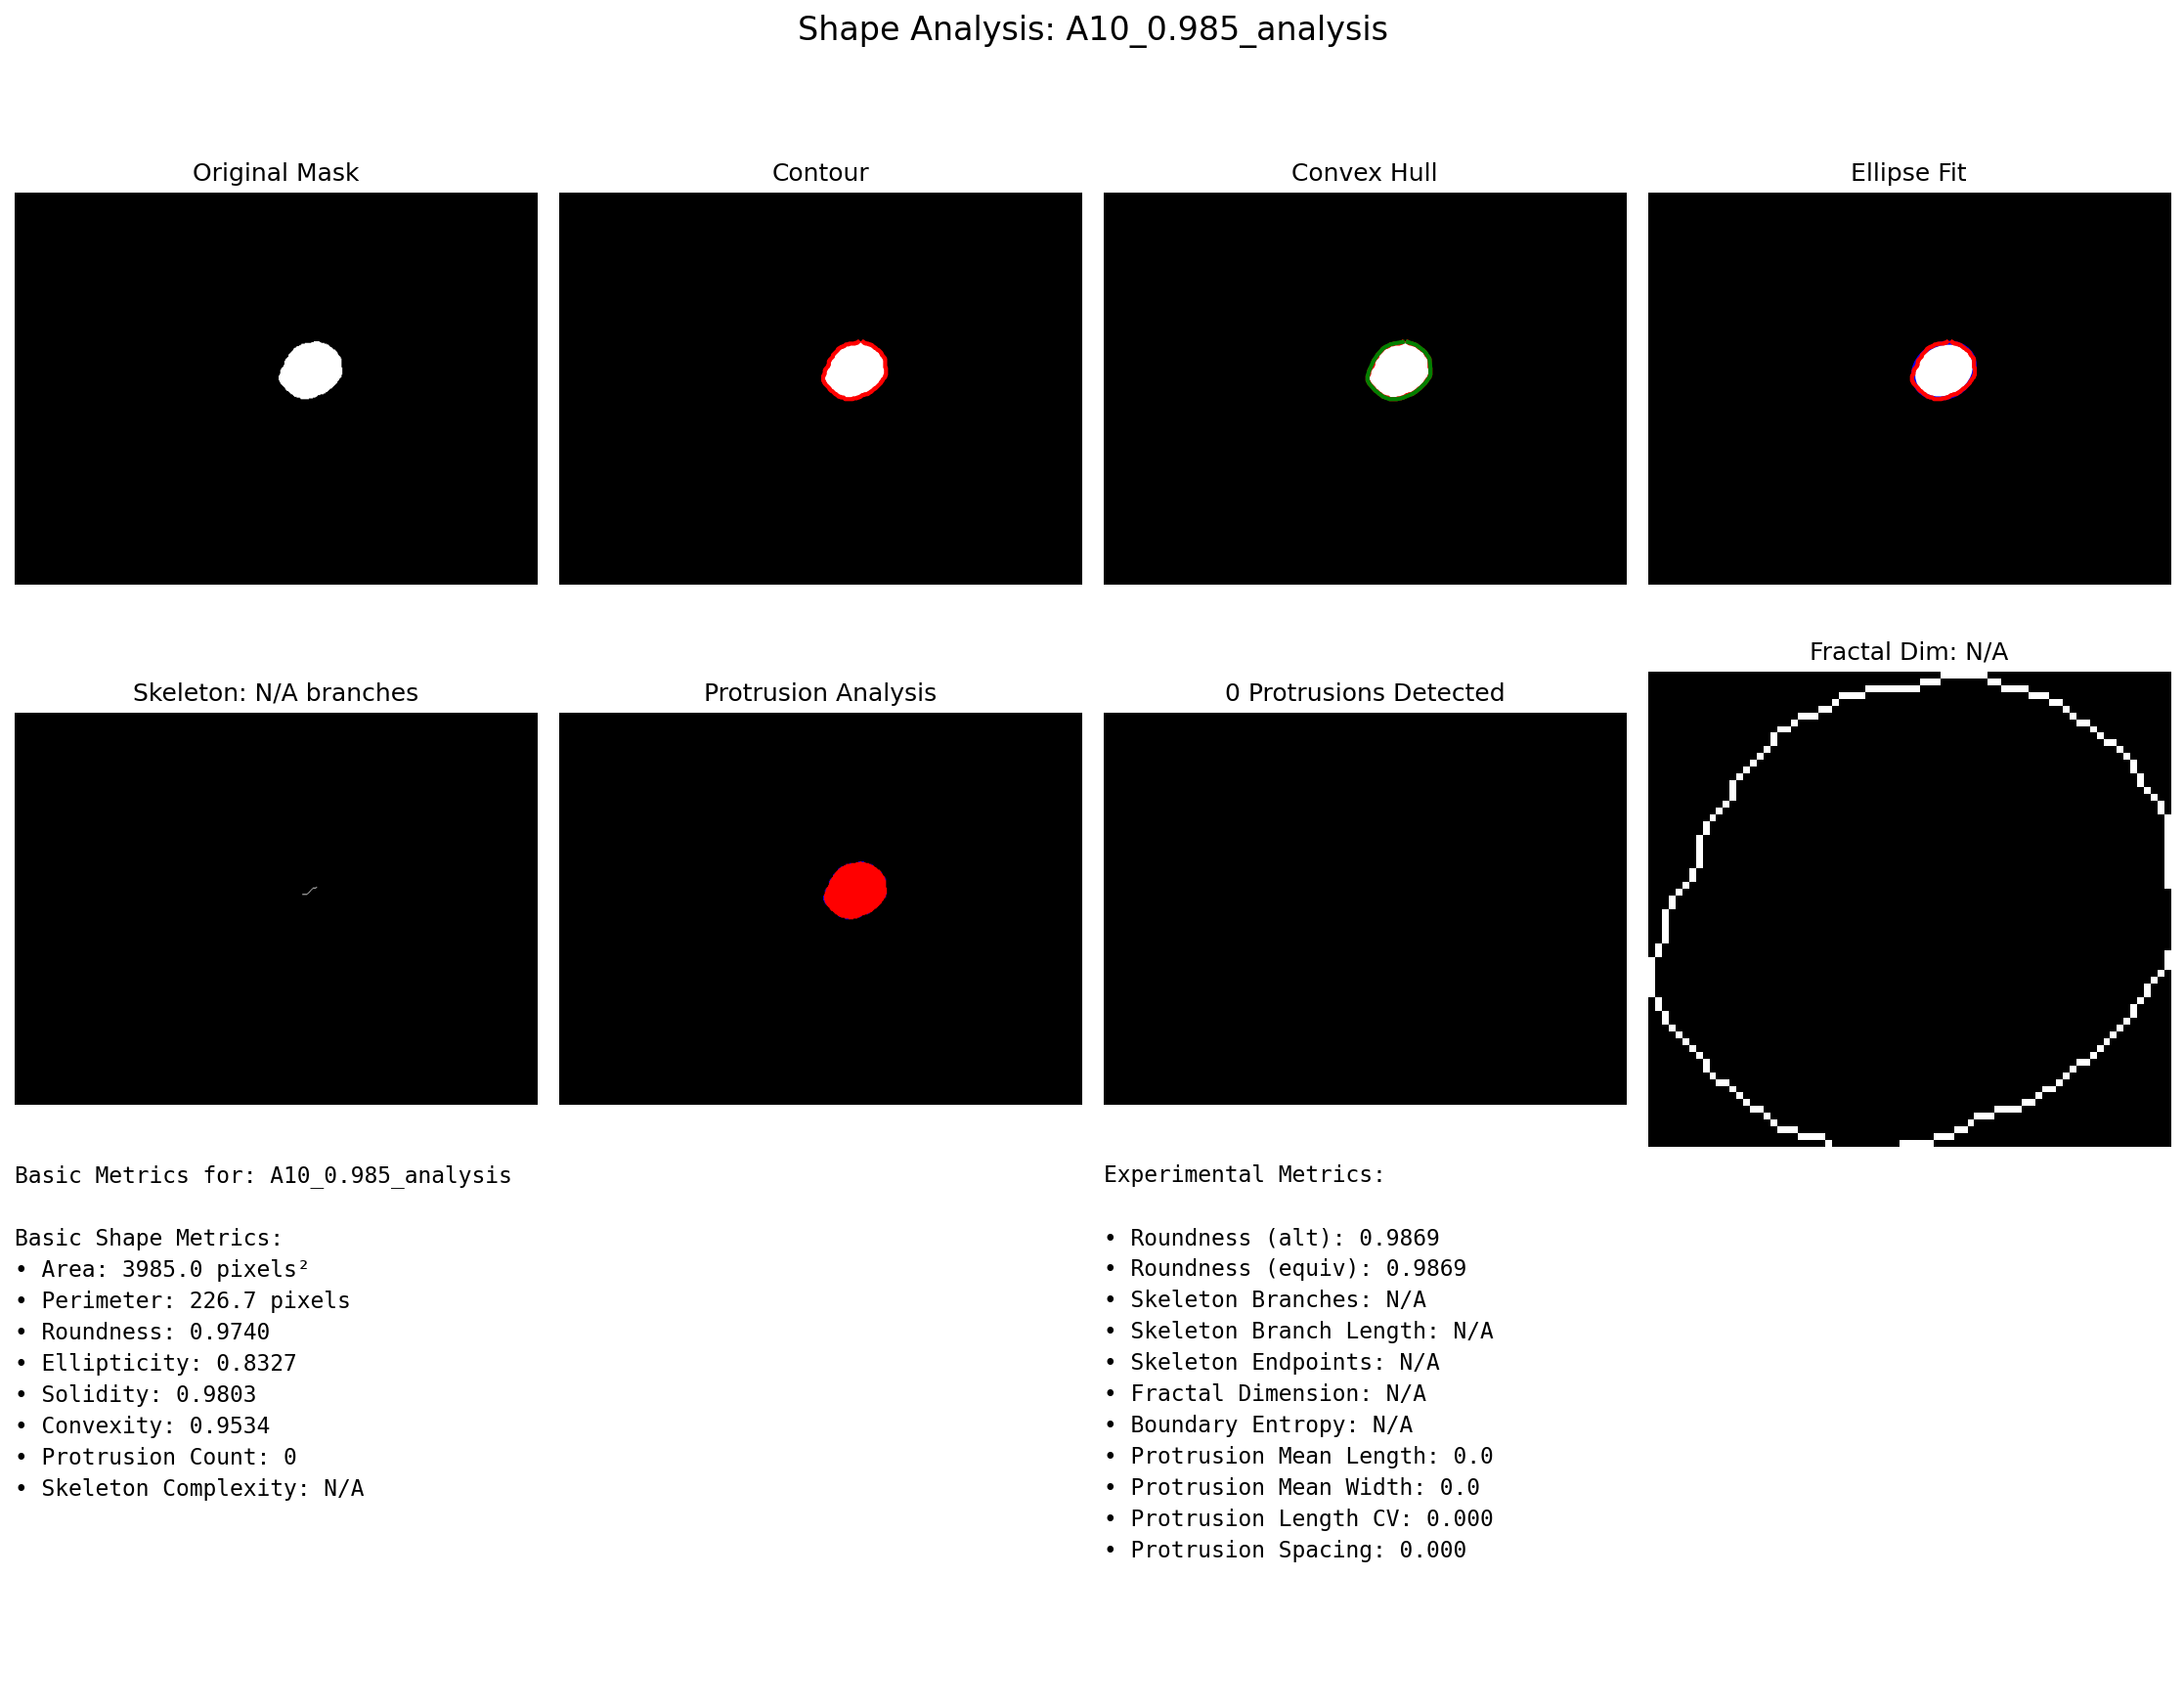 Shape Analysis: A10_0.985_analysis
Original Mask
Contour
Convex Hull
Ellipse Fit
Skeleton: N/A branches
Protrusion Analysis
0 Protrusions Detected
Fractal Dim: N/A
Basic Metrics for: A10_0.985_analysis
Basic Shape Metrics:
• Area: 3985.0 pixels²
• Perimeter: 226.7 pixels
• Roundness: 0.9740
• Ellipticity: 0.8327
• Solidity: 0.9803
• Convexity: 0.9534
• Protrusion Count: 0
• Skeleton Complexity: N/A
Experimental Metrics:
• Roundness (alt): 0.9869
• Roundness (equiv): 0.9869
• Skeleton Branches: N/A
• Skeleton Branch Length: N/A
• Skeleton Endpoints: N/A
• Fractal Dimension: N/A
• Boundary Entropy: N/A
• Protrusion Mean Length: 0.0
• Protrusion Mean Width: 0.0
• Protrusion Length CV: 0.000
• Protrusion Spacing: 0.000